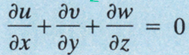 ∂u/∂x + ∂v/∂y + ∂w/∂z = 0